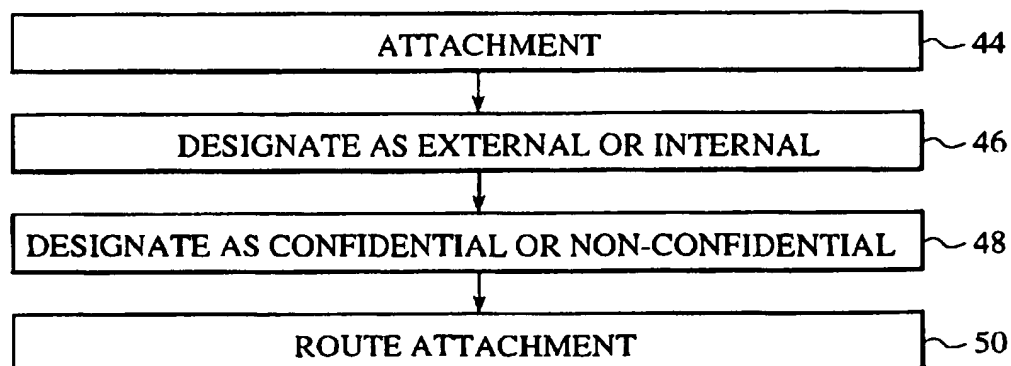 ATTACHMENT 44
DESIGNATE AS EXTERNAL OR INTERNAL 46
DESIGNATE AS CONFIDENTIAL OR NON-CONFIDENTIAL 48
ROUTE ATTACHMENT 50